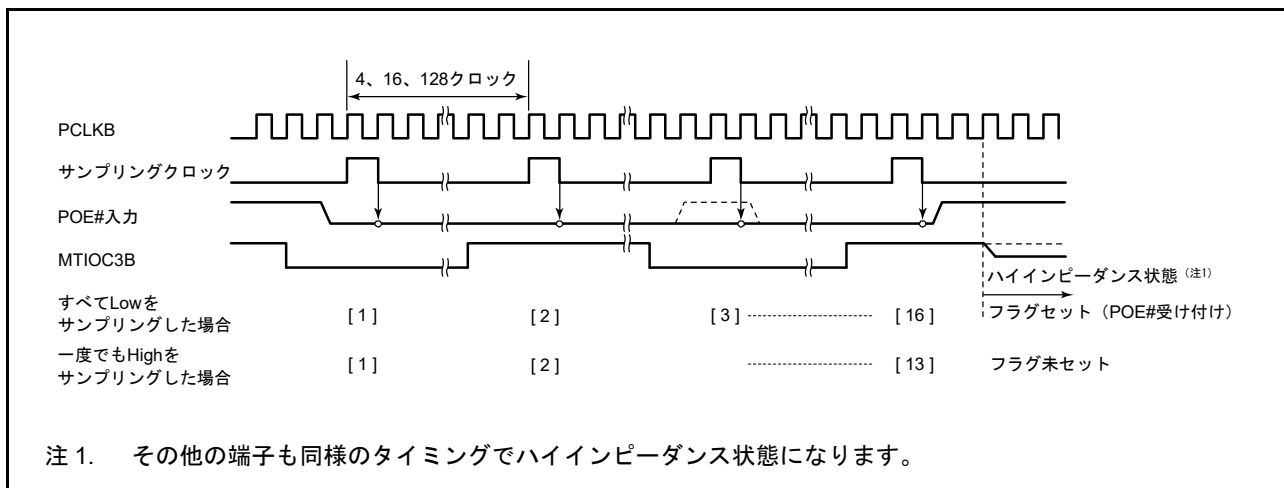 4、16、128クロック
PCLKB
サンプリングクロック
POE#入力
MTIOC3B
ハイインピーダンス状態(注1)
すべてLowを
サンプリングした場合
[ 1 ]
[ 2 ]
[ 3 ]
[ 16 ]
フラグセット（POE#受け付け）
一度でもHighを
サンプリングした場合
[ 1 ]
[ 2 ]
[ 13 ]
フラグ未セット
注 1. その他の端子も同様のタイミングでハイインピーダンス状態になります。